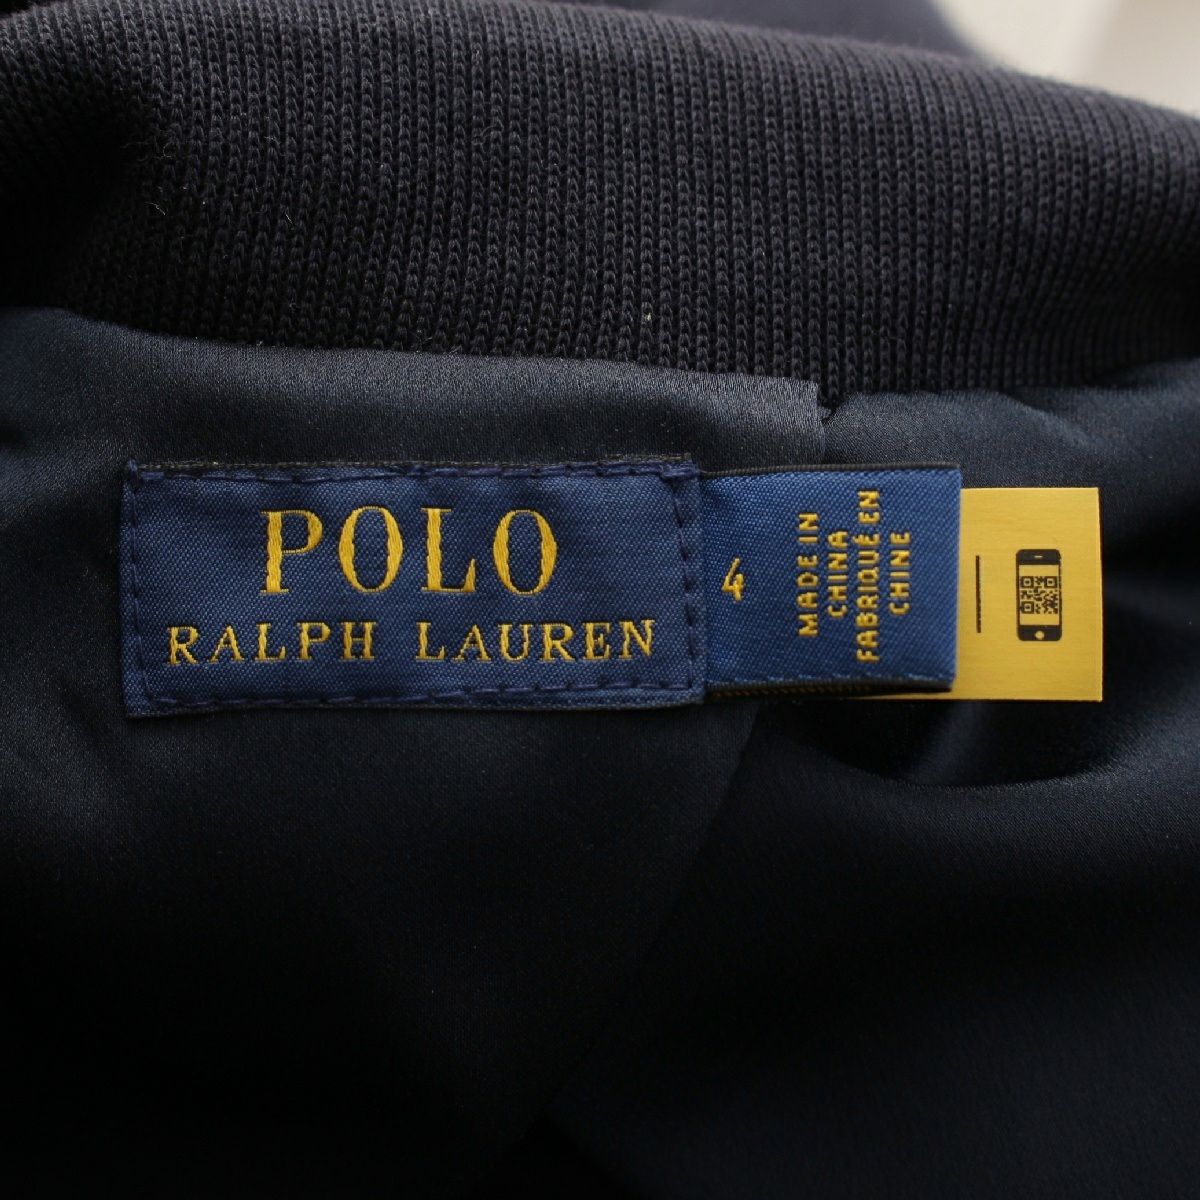 POLO
RALPH LAUREN
4
MADE IN
CHINA
FABRIQUÉ EN
CHINE